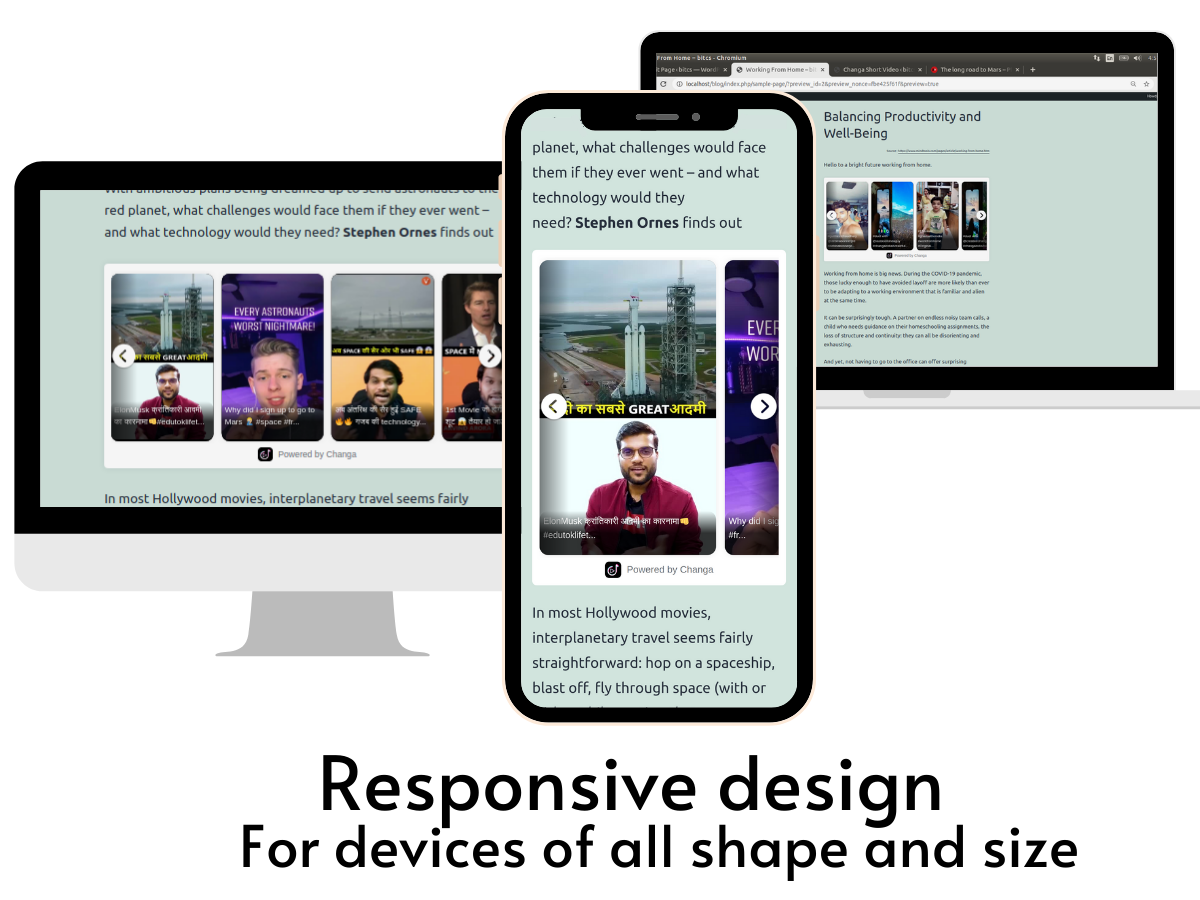 With ambitious plans being dreamed up to send astronauts to the
red planet, what challenges would face them if they ever went –
and what technology would they need? Stephen Ornes finds out
का सबसे GREAT आदमी
ElonMusk क्रांतिकारी आदमी
का कारनामा👊#edutoklifet...
EVERY ASTRONAUTS
WORST NIGHTMARE!
Why did i sign up to go to
Mars #space #fr...
अब SPACE की सैर और भी SAFE
अब अंतरिक्ष की सैर हुई SAFE
🔥🔥 गजब की technology...
SPACE में
1st Movie जो
शूट 😱 तैयार हो
Powered by Changa
In most Hollywood movies, interplanetary travel seems fairly
planet, what challenges would face
them if they ever went – and what
technology would they
need? Stephen Ornes finds out
का सबसे GREAT आदमी
ElonMusk क्रांतिकारी आदमी का कारनामा👊
#edutoklifet...
EVER
WOR
Why did I sig
#fr...
Powered by Changa
In most Hollywood movies,
interplanetary travel seems fairly
straightforward: hop on a spaceship,
blast off, fly through space (with or
From Home – bitcs - Chromium
t Page ‹ bitcs — WordP
Working From Home – bitc
Changa Short Video ‹ bitc
The long road to Mars – P
localhost/blog/index.php/sample-page/?preview_id=2&preview_nonce=fbe425f61f&preview=true
Balancing Productivity and
Well-Being
Hello to a bright future working from home.
Powered by Changa
Working from home is big news. During the COVID-19 pandemic,
those lucky enough to have avoided layoff are more likely than ever
to be adapting to a working environment that is familiar and alien
at the same time.
It can be surprisingly tough. A partner on endless noisy team calls, a
child who needs guidance on their homeschooling assignments, the
loss of structure and continuity: they can all be disorienting and
exhausting.
And yet, not having to go to the office can offer surprising
Responsive design
For devices of all shape and size